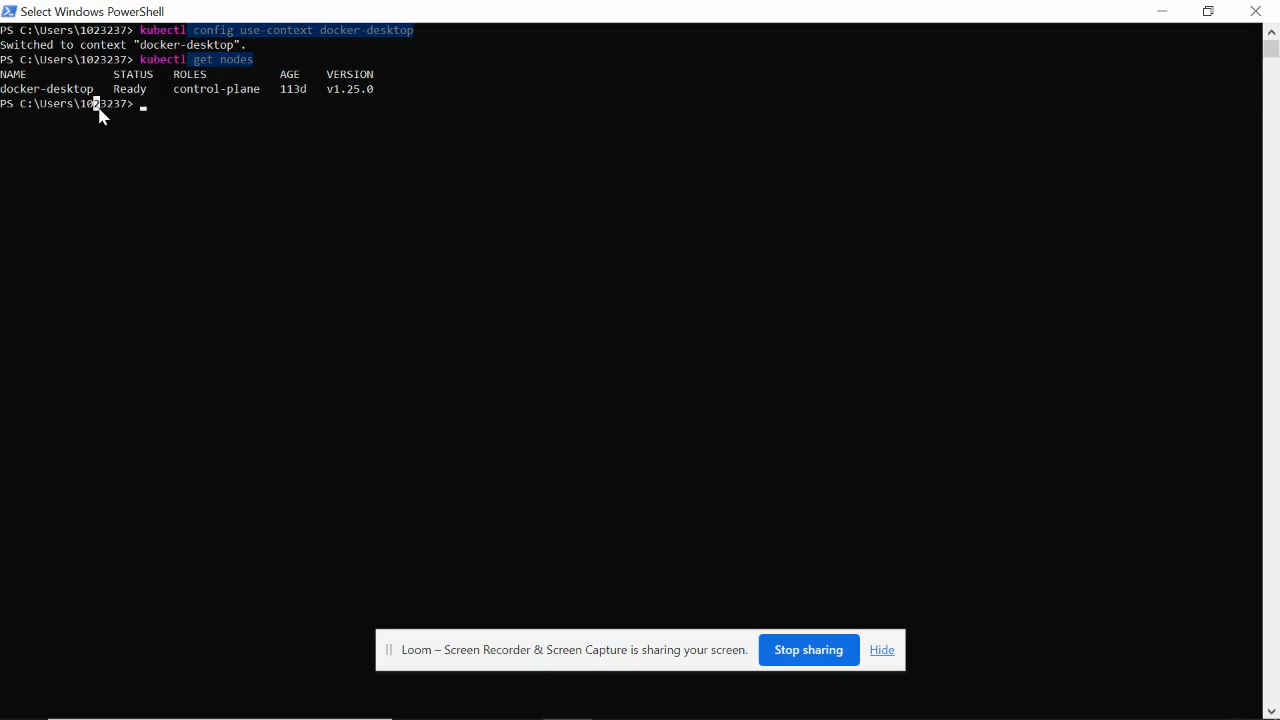 Select Windows PowerShell
PS C:\Users\1023237> kubectl config use-context docker-desktop
Switched to context "docker-desktop".
PS C:\Users\1023237> kubectl get nodes
NAME STATUS ROLES AGE VERSION
docker-desktop Ready control-plane 113d v1.25.0
PS C:\Users\1023237>
Loom – Screen Recorder & Screen Capture is sharing your screen. Stop sharing Hide